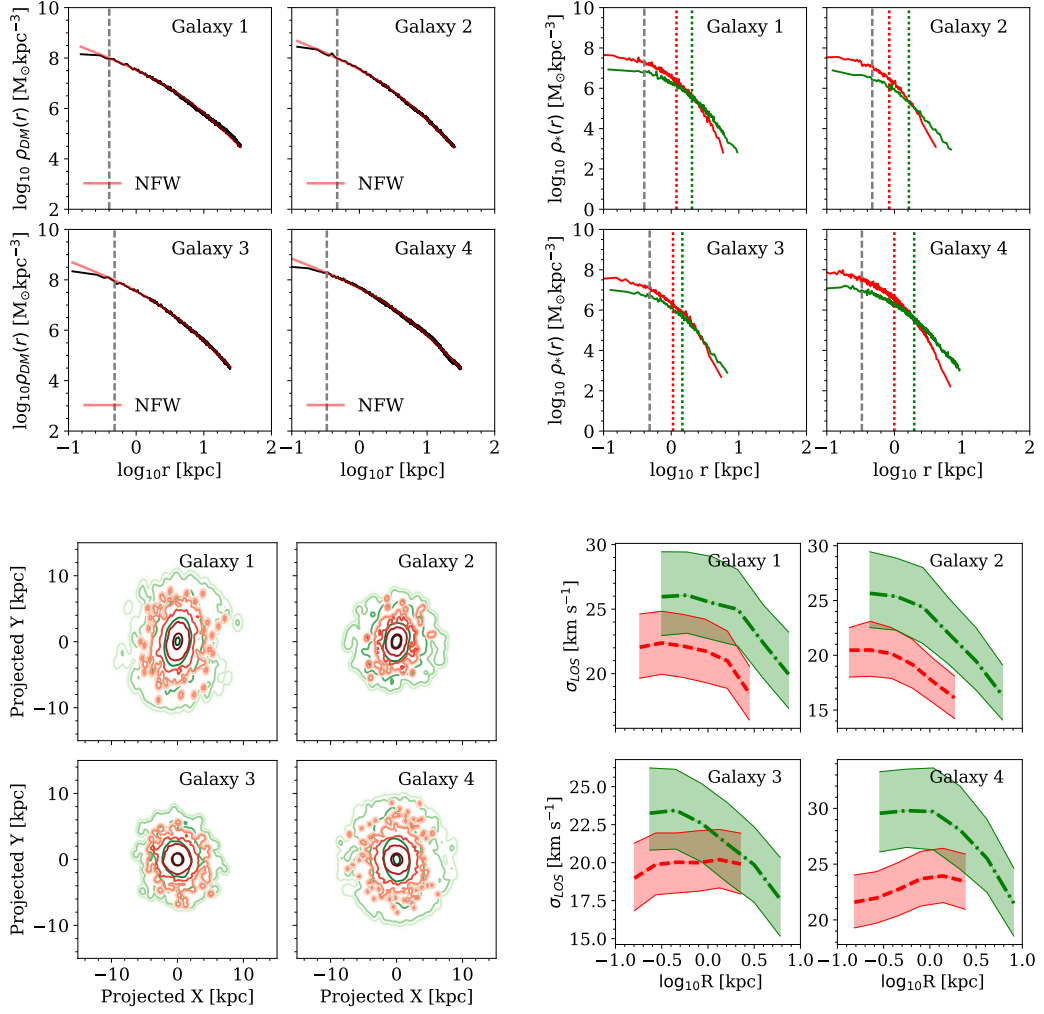 log₁₀ ρ_DM(r) [M⊙kpc⁻³]
10
8
6
4
2
Galaxy 1
NFW
Galaxy 2
NFW
log₁₀ρ_DM(r) [M⊙kpc⁻³]
10
8
6
4
2
Galaxy 3
NFW
Galaxy 4
NFW
−1 0 1 2
−1 0 1 2
log₁₀r [kpc]
log₁₀r [kpc]
log₁₀ ρ*(r) [M⊙kpc⁻³]
10
8
6
4
2
0
Galaxy 1
Galaxy 2
log₁₀ ρ*(r) [M⊙kpc⁻³]
10
8
6
4
2
0
Galaxy 3
Galaxy 4
−1 0 1 2
−1 0 1 2
log₁₀ r [kpc]
log₁₀ r [kpc]
Projected Y [kpc]
10
0
−10
Galaxy 1
Galaxy 2
Projected Y [kpc]
10
0
−10
Galaxy 3
Galaxy 4
−10 0 10
−10 0 10
Projected X [kpc]
Projected X [kpc]
σ_LOS [km s⁻¹]
30
25
20
Galaxy 1
30
25
20
15
Galaxy 2
σ_LOS [km s⁻¹]
25.0
22.5
20.0
17.5
15.0
Galaxy 3
30
25
20
Galaxy 4
−1.0 −0.5 0.0 0.5 1.0
−1.0 −0.5 0.0 0.5 1.0
log₁₀R [kpc]
log₁₀R [kpc]